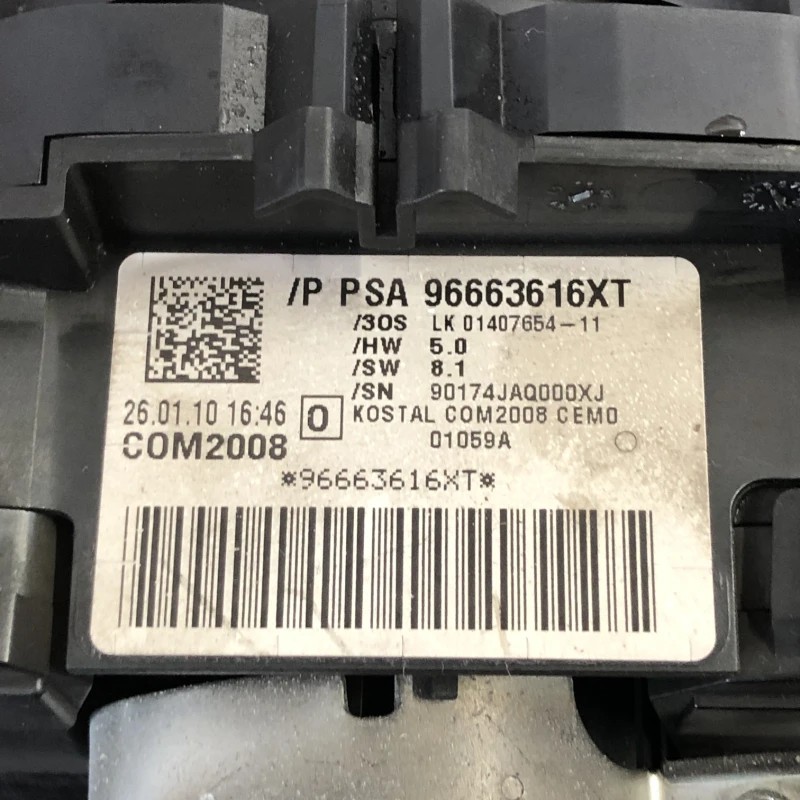 /P PSA 96663616XT
/3OS LK 01407654-11
/HW 5.0
/SW 8.1
/SN 90174JAQ000XJ
26.01.10 16:46 0 KOSTAL COM2008 CEM0
COM2008 01059A
*96663616XT*